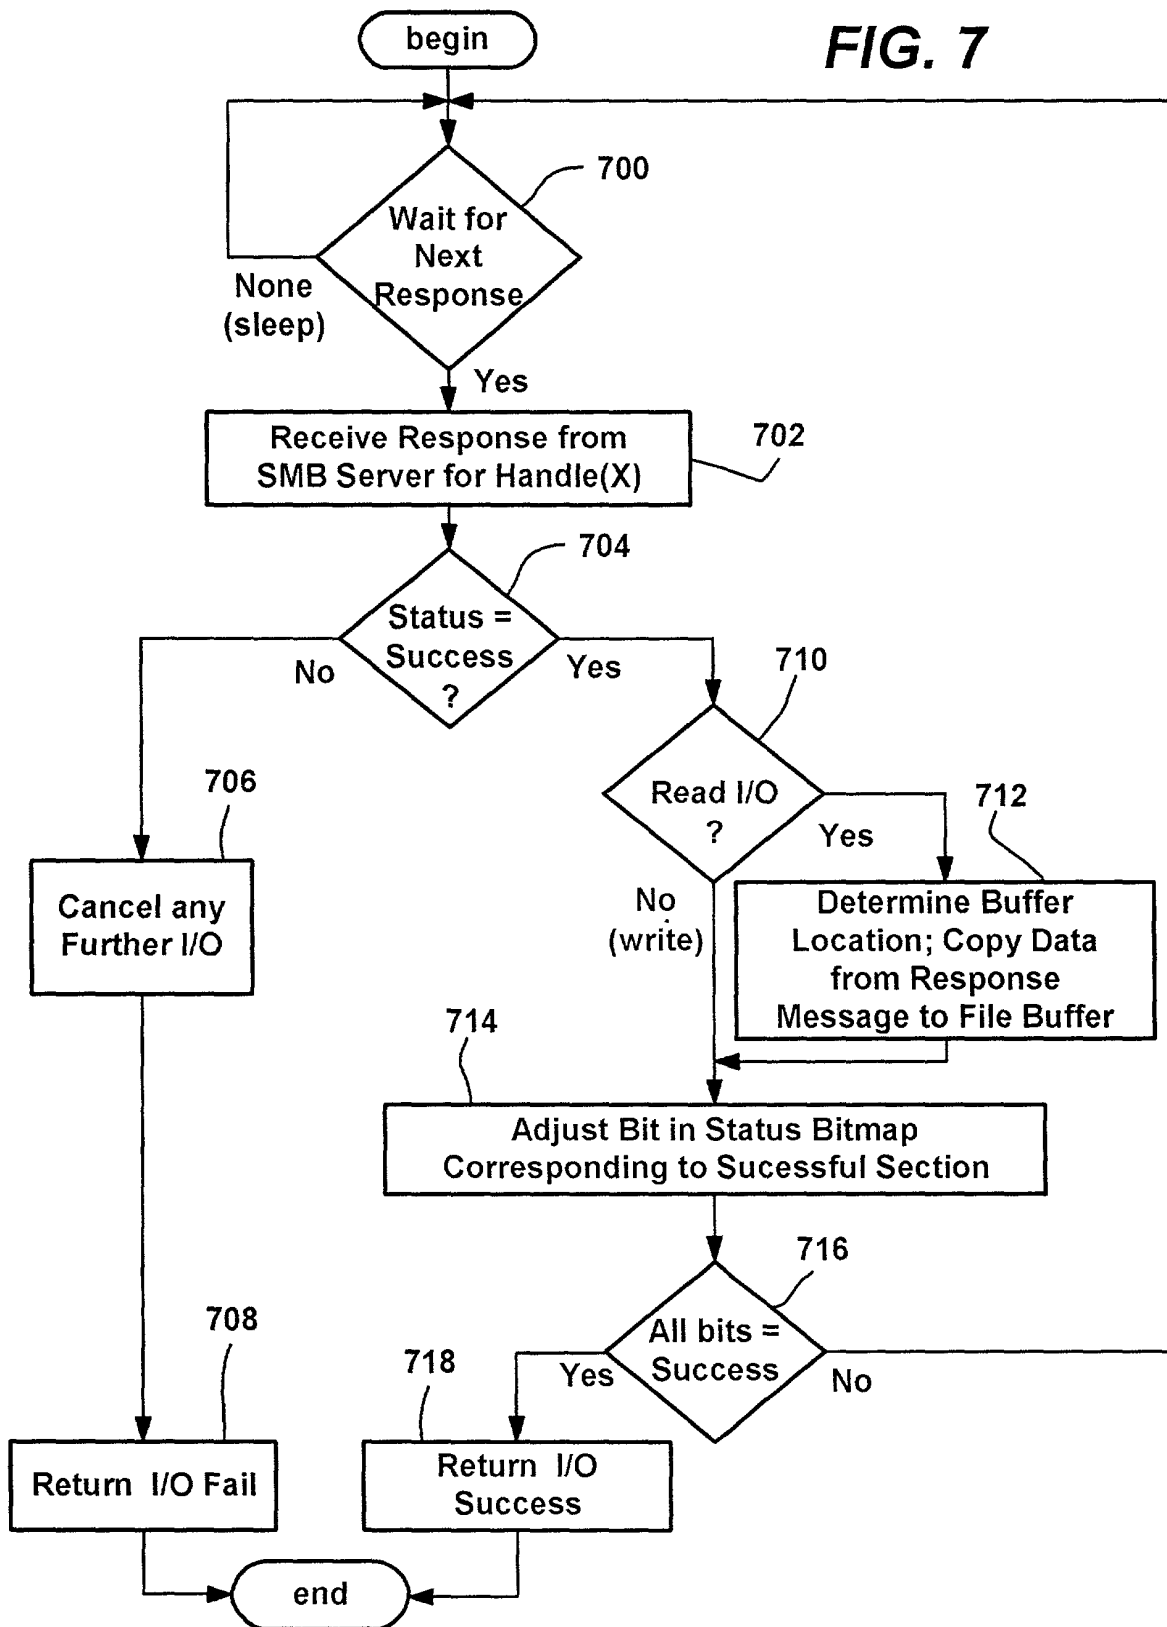 begin
FIG. 7
700
Wait for
Next
Response
None
(sleep)
Yes
Receive Response from
SMB Server for Handle(X)
702
704
Status =
Success
?
No
Yes
710
Read I/O
?
Yes
No
(write)
706
Cancel any
Further I/O
712
Determine Buffer
Location; Copy Data
from Response
Message to File Buffer
714
Adjust Bit in Status Bitmap
Corresponding to Sucessful Section
716
All bits =
Success
Yes
No
708
Return I/O Fail
718
Return I/O
Success
end